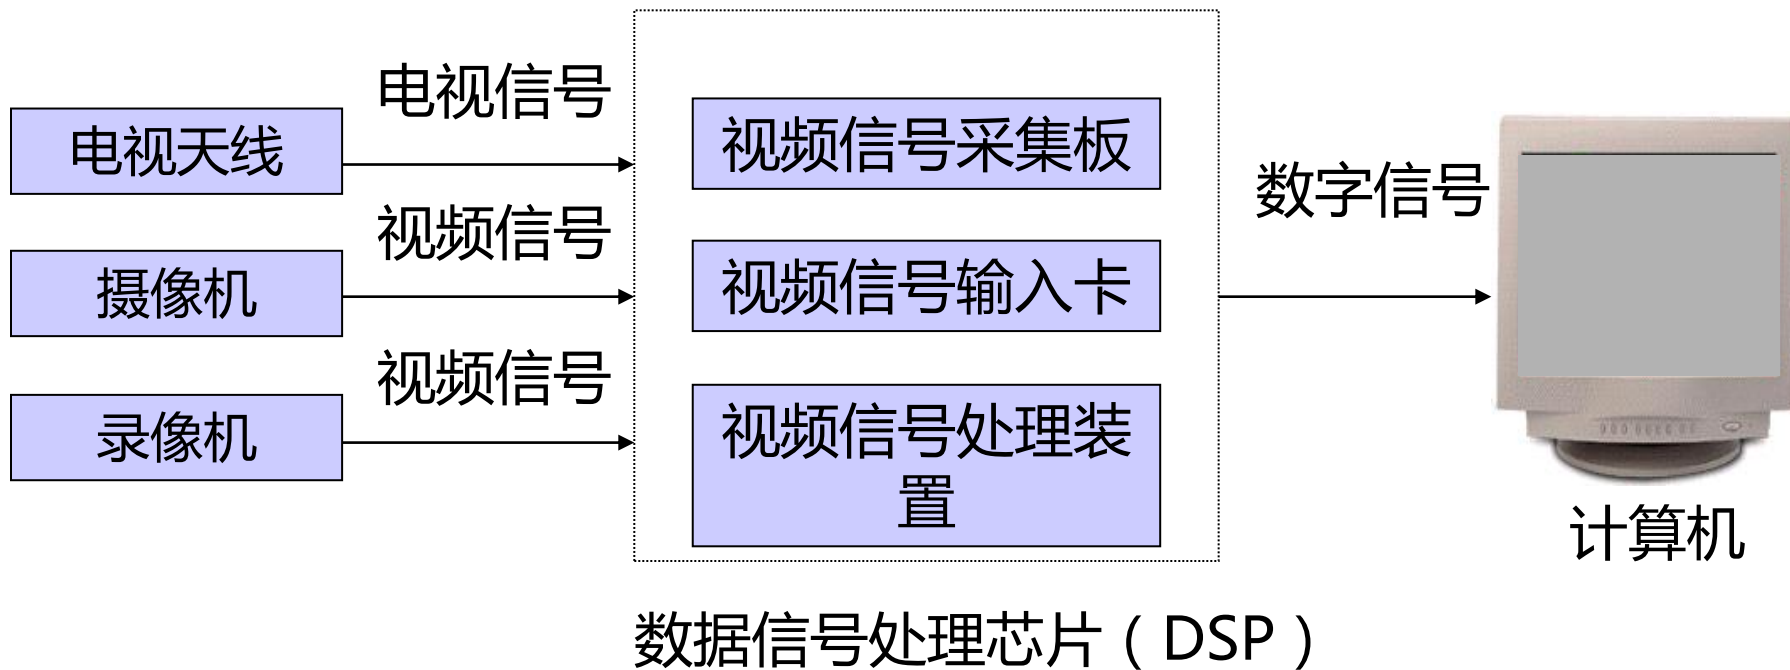 电视信号
电视天线
视频信号
摄像机
视频信号
录像机
视频信号采集板
视频信号输入卡
视频信号处理装
置
数字信号
计算机
数据信号处理芯片（DSP）